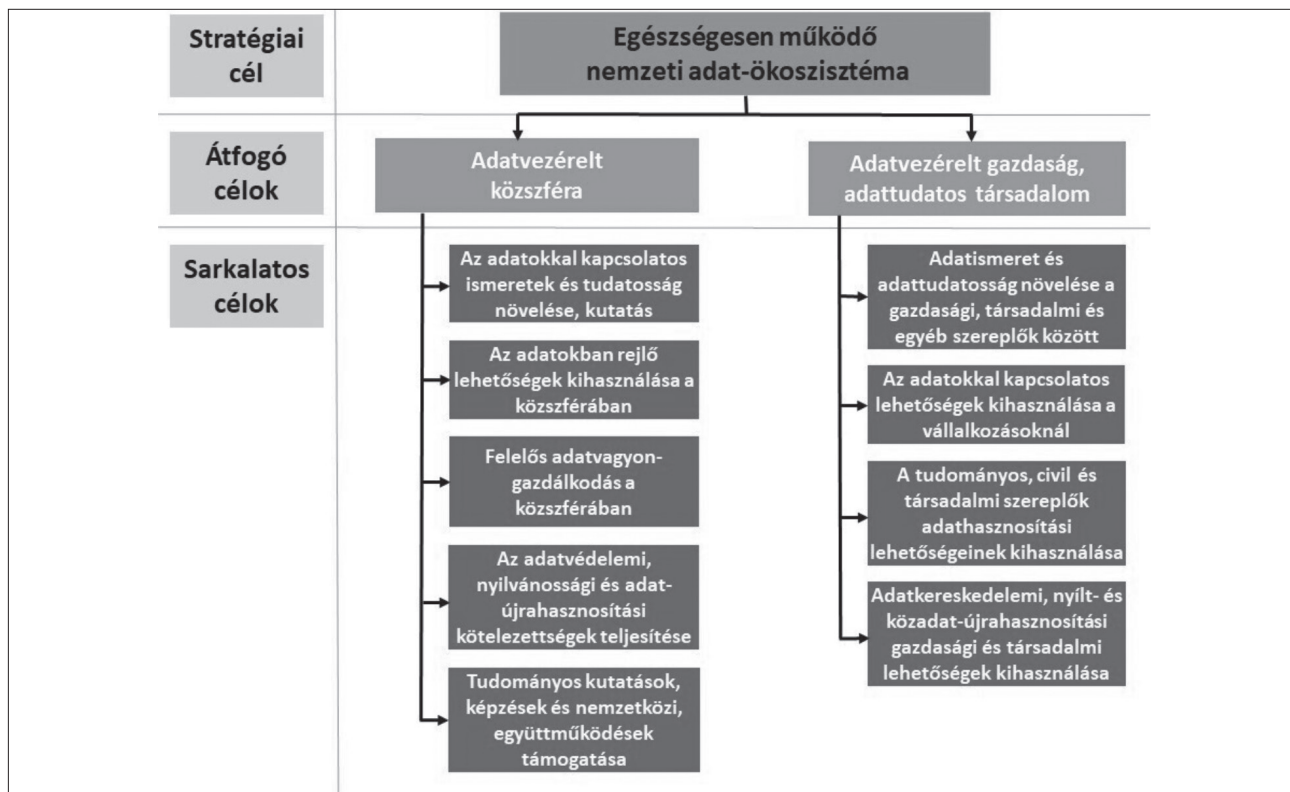 Stratégiai
cél
Egészségesen működő
nemzeti adat-ökoszisztéma
Átfogó
célok
Adatvezérelt
közszféra
Adatvezérelt gazdaság,
adattudatos társadalom
Sarkalatos
célok
Az adatokkal kapcsolatos
ismeretek és tudatosság
növelése, kutatás
Az adatokban rejlő
lehetőségek kihasználása a
közszférában
Felelős adatvagyon-
gazdálkodás a
közszférában
Az adatvédelemi,
nyilvánossági és adat-
újrahasznosítási
kötelezettségek teljesítése
Tudományos kutatások,
képzések és nemzetközi,
együttműködések
támogatása
Adatismeret és
adattudatosság növelése a
gazdasági, társadalmi és
egyéb szereplők között
Az adatokkal kapcsolatos
lehetőségek kihasználása a
vállalkozásoknál
A tudományos, civil és
társadalmi szereplők
adathasznosítási
lehetőségeinek kihasználása
Adatkereskedelemi, nyílt- és
közadat-újrahasznosítási
gazdasági és társadalmi
lehetőségek kihasználása